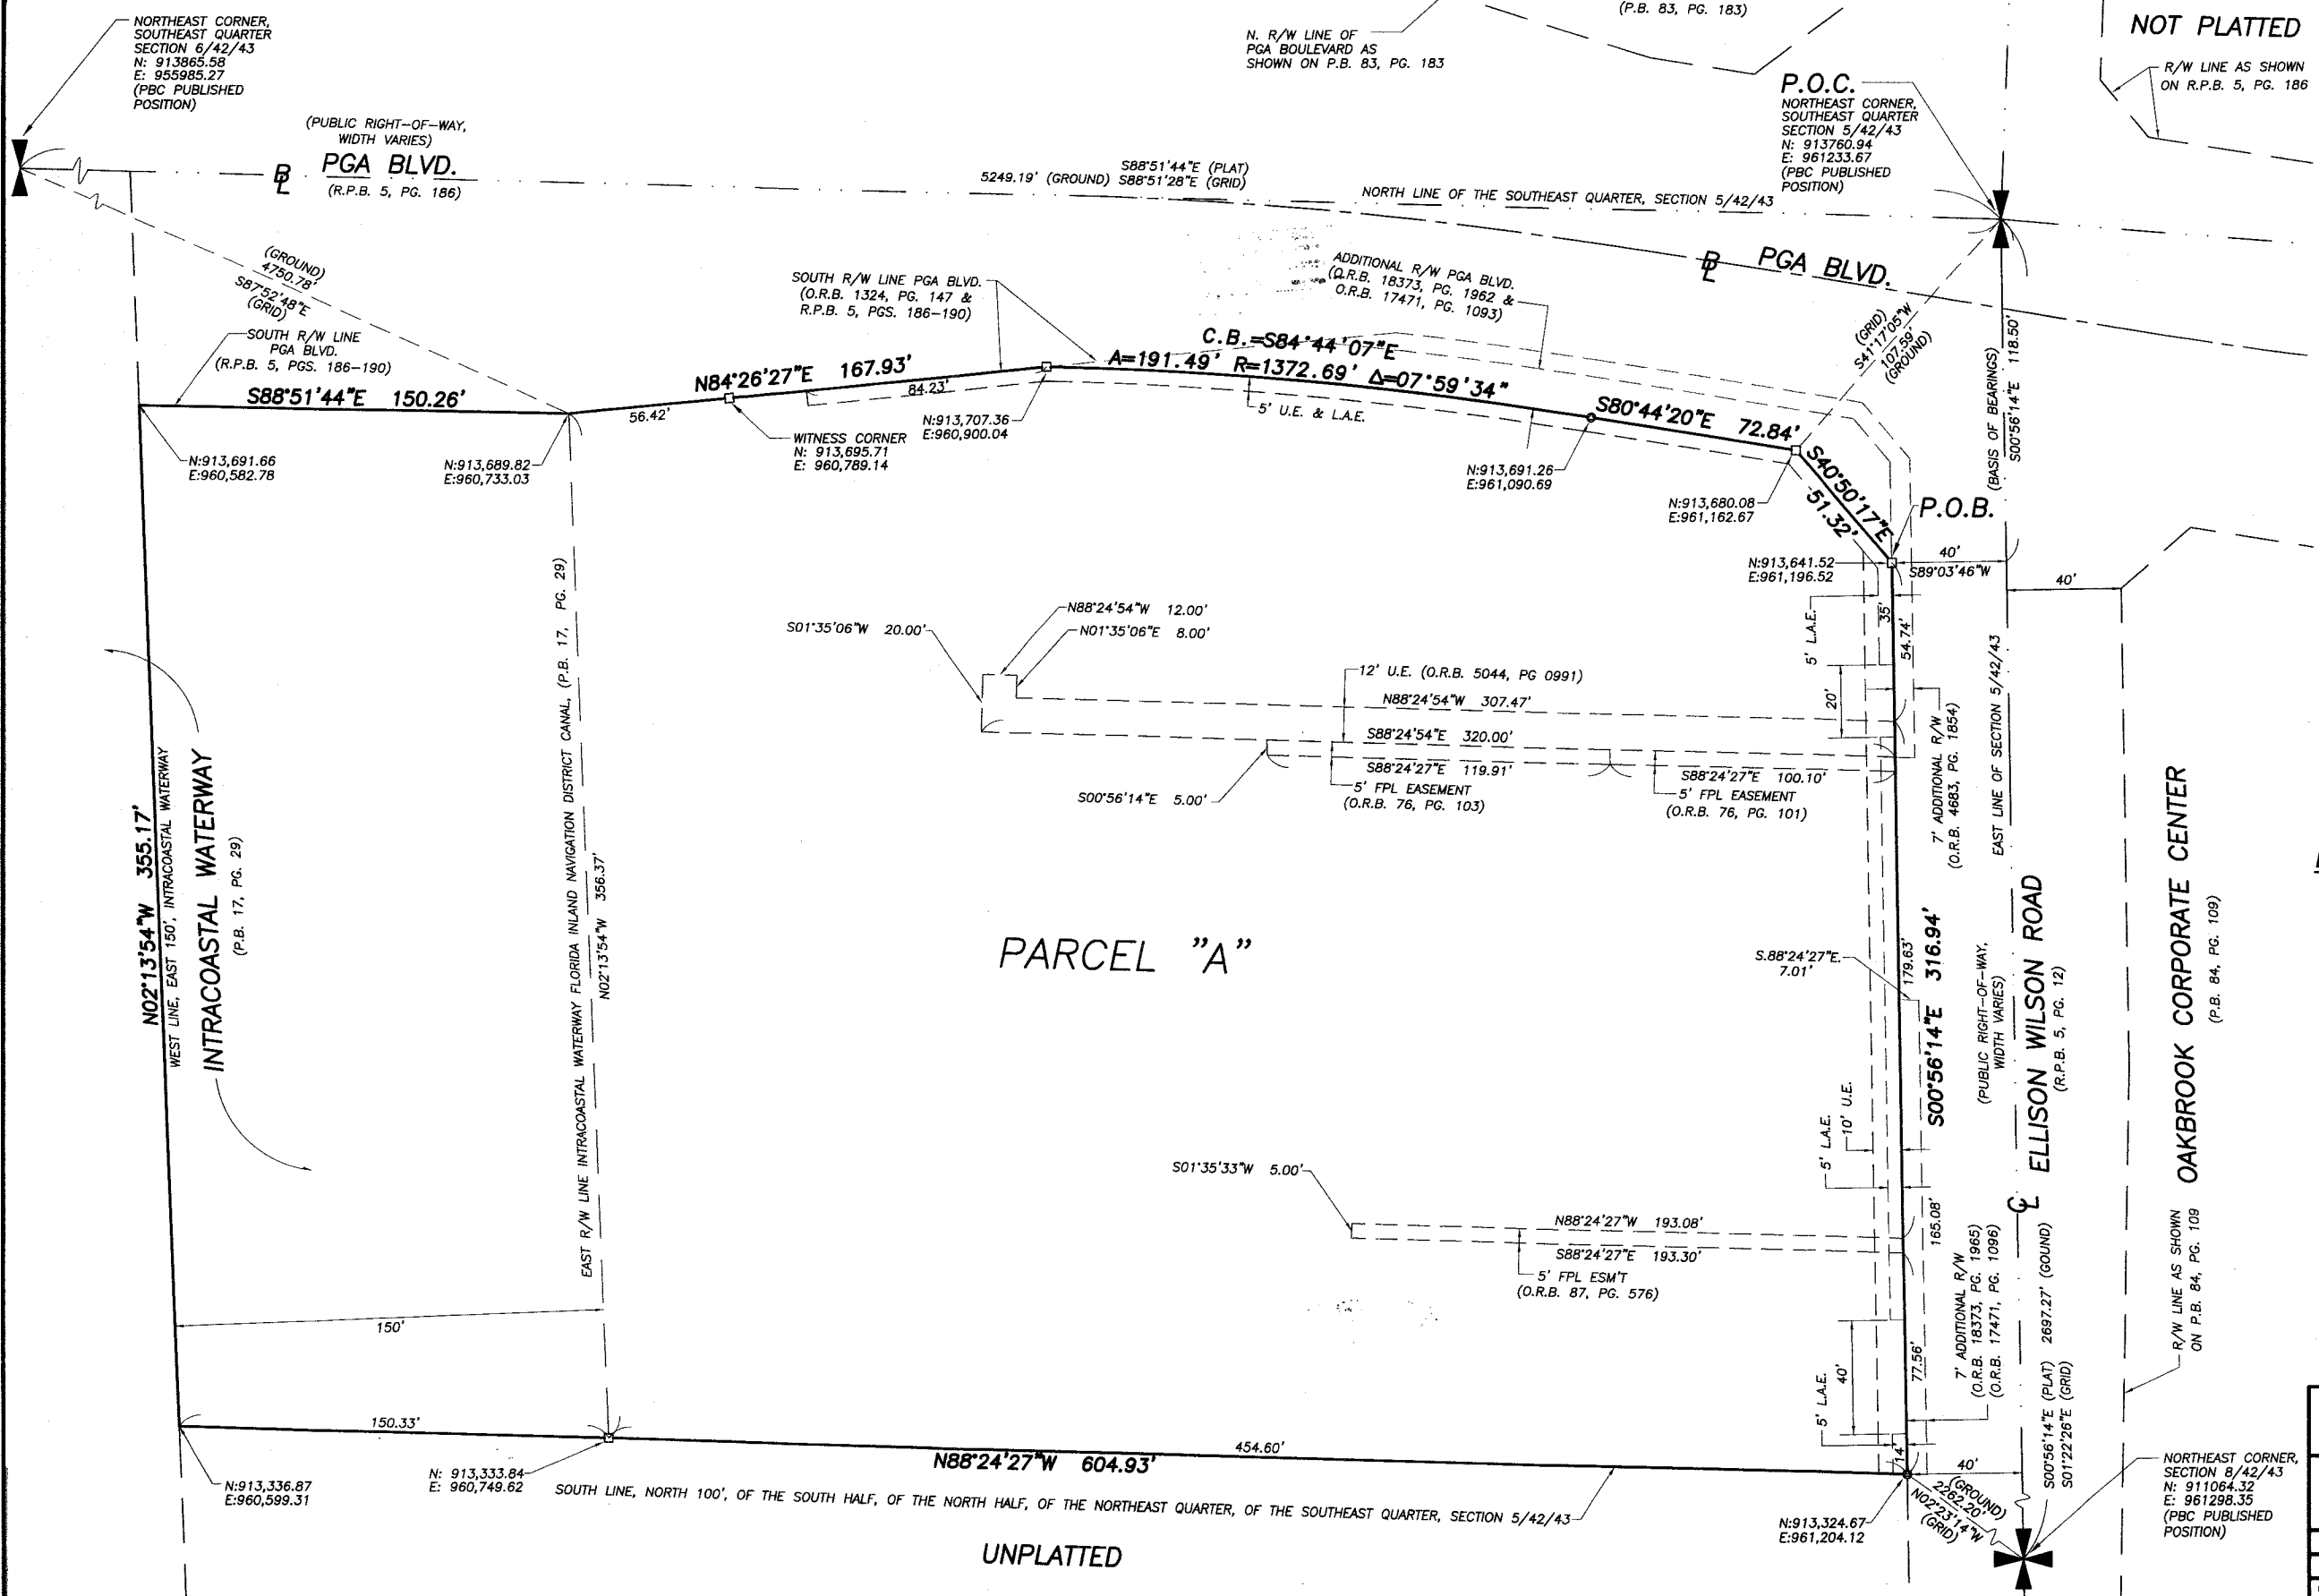 NORTHEAST CORNER,
SOUTHEAST QUARTER
SECTION 6/42/43
N: 913865.58
E: 955985.27
(PBC PUBLISHED
POSITION)
(PUBLIC RIGHT-OF-WAY,
WIDTH VARIES)
PGA BLVD.
(R.P.B. 5, PG. 186)
(P.B. 83, PG. 183)
N. R/W LINE OF
PGA BOULEVARD AS
SHOWN ON P.B. 83, PG. 183
NOT PLATTED
R/W LINE AS SHOWN
ON R.P.B. 5, PG. 186
P.O.C.
NORTHEAST CORNER,
SOUTHEAST QUARTER
SECTION 5/42/43
N: 913760.94
E: 961233.67
(PBC PUBLISHED
POSITION)
S88°51'44"E (PLAT)
5249.19' (GROUND) S88°51'28"E (GRID)
NORTH LINE OF THE SOUTHEAST QUARTER, SECTION 5/42/43
PGA BLVD.
(GROUND)
4750.78'
S87°52'48"E
(GRID)
SOUTH R/W LINE
PGA BLVD.
(R.P.B. 5, PGS. 186-190)
SOUTH R/W LINE PGA BLVD.
(O.R.B. 1324, PG. 147 &
R.P.B. 5, PGS. 186-190)
ADDITIONAL R/W PGA BLVD.
(O.R.B. 18373, PG. 1962 &
O.R.B. 17471, PG. 1093)
(GRID)
S41°17'05"W
107.59'
(GROUND)
(BASIS OF BEARINGS)
S00°56'14"E 118.50'
S88°51'44"E 150.26'
N84°26'27"E 167.93'
56.42'
84.23'
C.B.=S84°44'07"E
A=191.49' R=1372.69' Δ=07°59'34"
5' U.E. & L.A.E.
S80°44'20"E 72.84'
S40°50'17"E
51.32'
P.O.B.
N:913,691.66
E:960,582.78
N:913,689.82
E:960,733.03
WITNESS CORNER
N: 913,695.71
E: 960,789.14
N:913,707.36
E:960,900.04
N:913,691.26
E:961,090.69
N:913,680.08
E:961,162.67
N:913,641.52
E:961,196.52
40'
S89°03'46"W
40'
S01°35'06"W 20.00'
N88°24'54"W 12.00'
N01°35'06"E 8.00'
12' U.E. (O.R.B. 5044, PG 0991)
N88°24'54"W 307.47'
S88°24'54"E 320.00'
S88°24'27"E 119.91'
S88°24'27"E 100.10'
S00°56'14"E 5.00'
5' FPL EASEMENT
(O.R.B. 76, PG. 103)
5' FPL EASEMENT
(O.R.B. 76, PG. 101)
5' L.A.E.
35'
54.74'
20'
7' ADDITIONAL R/W
(O.R.B. 4683, PG. 1854)
EAST LINE OF SECTION 5/42/43
N02°13'54"W 355.17'
WEST LINE, EAST 150', INTRACOASTAL WATERWAY
INTRACOASTAL WATERWAY
(P.B. 17, PG. 29)
EAST R/W LINE INTRACOASTAL WATERWAY FLORIDA INLAND NAVIGATION DISTRICT CANAL, (P.B. 17, PG. 29)
N02°13'54"W 356.37'
PARCEL "A"
S.88°24'27"E.
7.01'
179.63'
S00°56'14"E 316.94'
(PUBLIC RIGHT-OF-WAY,
WIDTH VARIES)
ELLISON WILSON ROAD
(R.P.B. 5, PG. 12)
OAKBROOK CORPORATE CENTER
(P.B. 84, PG. 109)
5' L.A.E.
10' U.E.
S01°35'33"W 5.00'
N88°24'27"W 193.08'
S88°24'27"E 193.30'
5' FPL ESM'T
(O.R.B. 87, PG. 576)
165.08'
7' ADDITIONAL R/W
(O.R.B. 18373, PG. 1965)
(O.R.B. 17471, PG. 1096)
S00°56'14"E (PLAT) 2697.27' (GOUND)
S01°22'26"E (GRID)
R/W LINE AS SHOWN
ON P.B. 84, PG. 109
5' L.A.E.
40'
77.56'
14'
40'
150'
150.33'
N88°24'27"W 604.93'
454.60'
N:913,336.87
E:960,599.31
N: 913,333.84
E: 960,749.62
SOUTH LINE, NORTH 100', OF THE SOUTH HALF, OF THE NORTH HALF, OF THE NORTHEAST QUARTER, OF THE SOUTHEAST QUARTER, SECTION 5/42/43
UNPLATTED
N:913,324.67
E:961,204.12
(GROUND)
2262.20'
N02°23'14"W
(GRID)
NORTHEAST CORNER,
SECTION 8/42/43
N: 911064.32
E: 961298.35
(PBC PUBLISHED
POSITION)